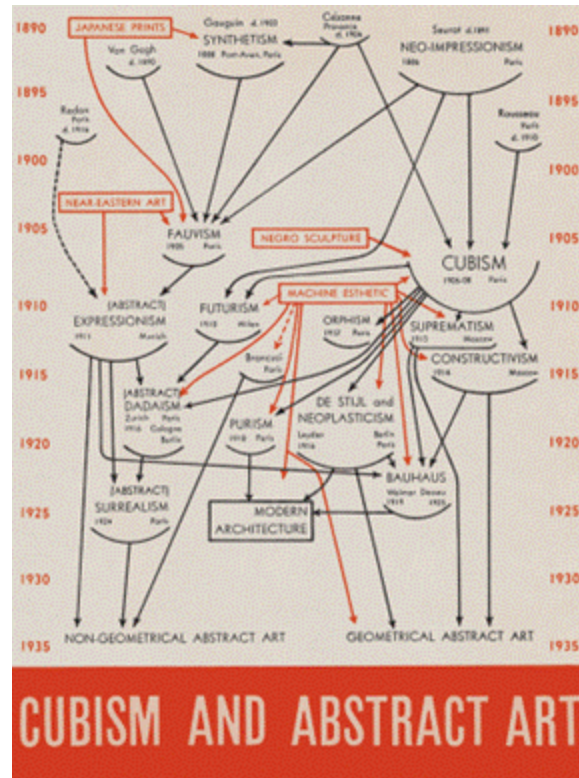 1890
JAPANESE PRINTS
Gauguin d. 1903
SYNTHETISM
1888 Pont-Aven, Paris
Cézanne
Provence
d. 1906
Seurat d. 1891
NEO-IMPRESSIONISM
1886 Paris
1890
Van Gogh
d. 1890
1895
1895
Redon
Paris
d. 1916
Rousseau
Paris
d. 1910
1900
1900
NEAR-EASTERN ART
1905
FAUVISM
1905 Paris
NEGRO SCULPTURE
1905
CUBISM
1906-08 Paris
MACHINE ESTHETIC
1910
(ABSTRACT)
EXPRESSIONISM
1911 Munich
FUTURISM
1910 Milan
ORPHISM
1912 Paris
SUPREMATISM
1913 Moscow
1910
Brancusi
Paris
CONSTRUCTIVISM
1914 Moscow
1915
1915
(ABSTRACT)
DADAISM
Zurich Paris
1916 Cologne
Berlin
PURISM
1918 Paris
DE STIJL and
NEOPLASTICISM
Leyden Berlin
1916 Paris
1920
1920
BAUHAUS
Weimar Dessau
1919 1925
(ABSTRACT)
SURREALISM
1924 Paris
MODERN
ARCHITECTURE
1925
1925
1930
1930
1935
NON-GEOMETRICAL ABSTRACT ART
GEOMETRICAL ABSTRACT ART
1935
CUBISM AND ABSTRACT ART